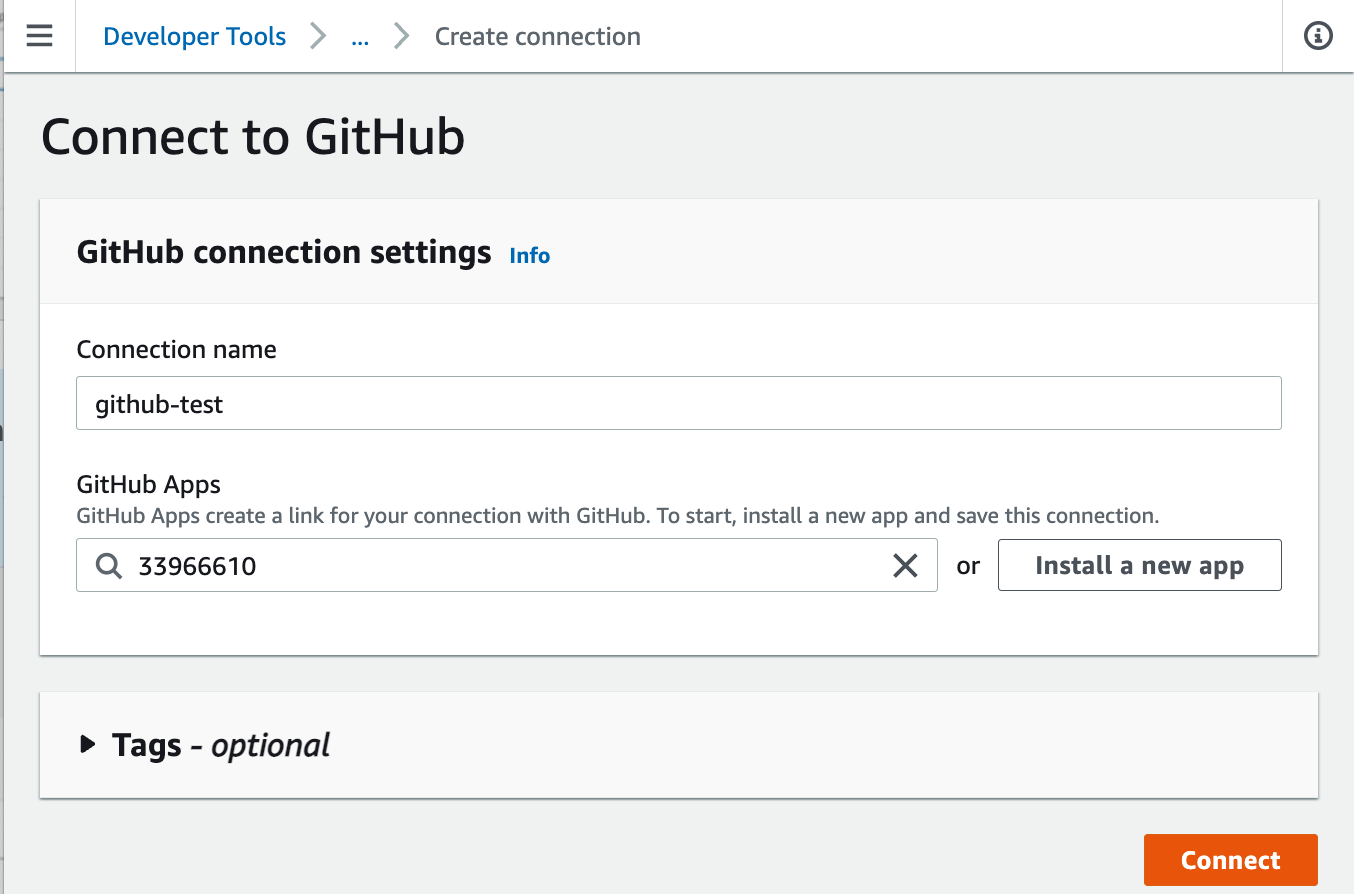 Developer Tools > ... > Create connection
Connect to GitHub
GitHub connection settings Info
Connection name
github-test
GitHub Apps
GitHub Apps create a link for your connection with GitHub. To start, install a new app and save this connection.
33966610 or Install a new app
Tags - optional
Connect